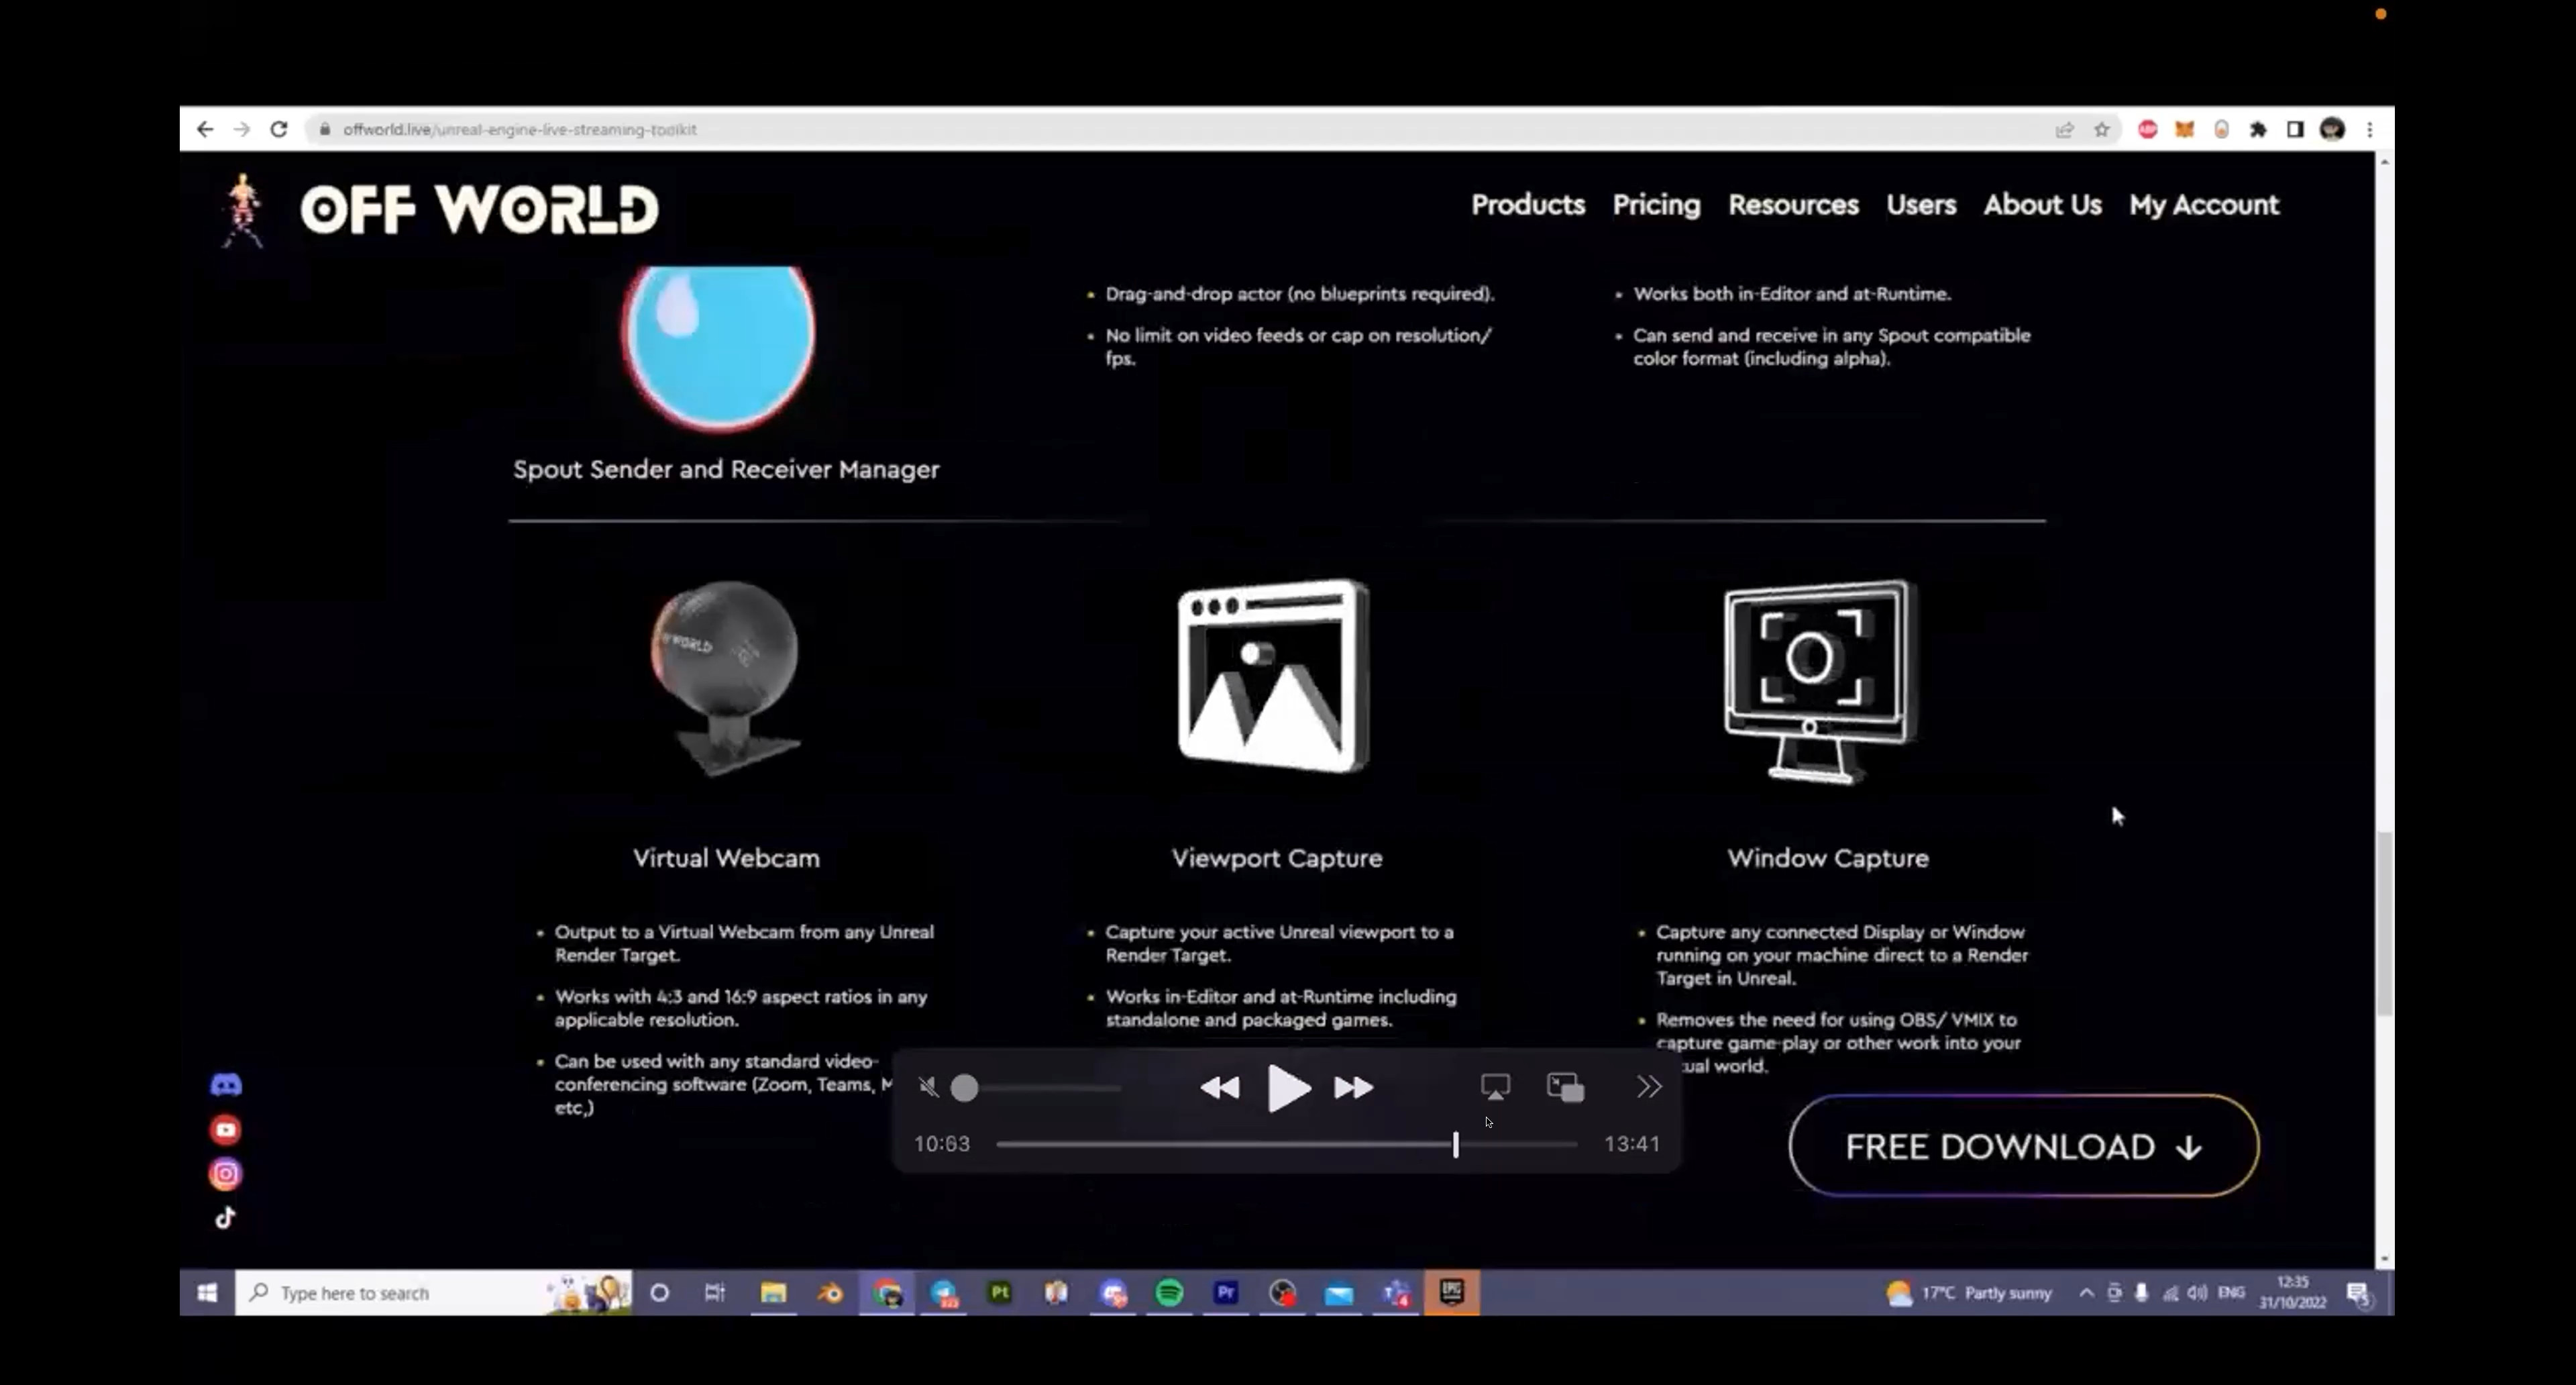 offworld.live/unreal-engine-live-streaming-toolkit
ABP
OFF WORLD
Products Pricing Resources Users About Us My Account
Drag-and-drop actor (no blueprints required).
No limit on video feeds or cap on resolution/
fps.
Works both in-Editor and at-Runtime.
Can send and receive in any Spout compatible
color format (including alpha).
Spout Sender and Receiver Manager
WORLD
Virtual Webcam
Output to a Virtual Webcam from any Unreal
Render Target.
Works with 4:3 and 16:9 aspect ratios in any
applicable resolution.
Can be used with any standard video-
conferencing software (Zoom, Teams, M
etc,)
Viewport Capture
Capture your active Unreal viewport to a
Render Target.
Works in-Editor and at-Runtime including
standalone and packaged games.
Window Capture
Capture any connected Display or Window
running on your machine direct to a Render
Target in Unreal.
Removes the need for using OBS/ VMIX to
capture game-play or other work into your
ual world.
10:63
13:41
FREE DOWNLOAD
Type here to search
Pt
Pr
4
EPIC
17°C Partly sunny
ENG
12:35
31/10/2022